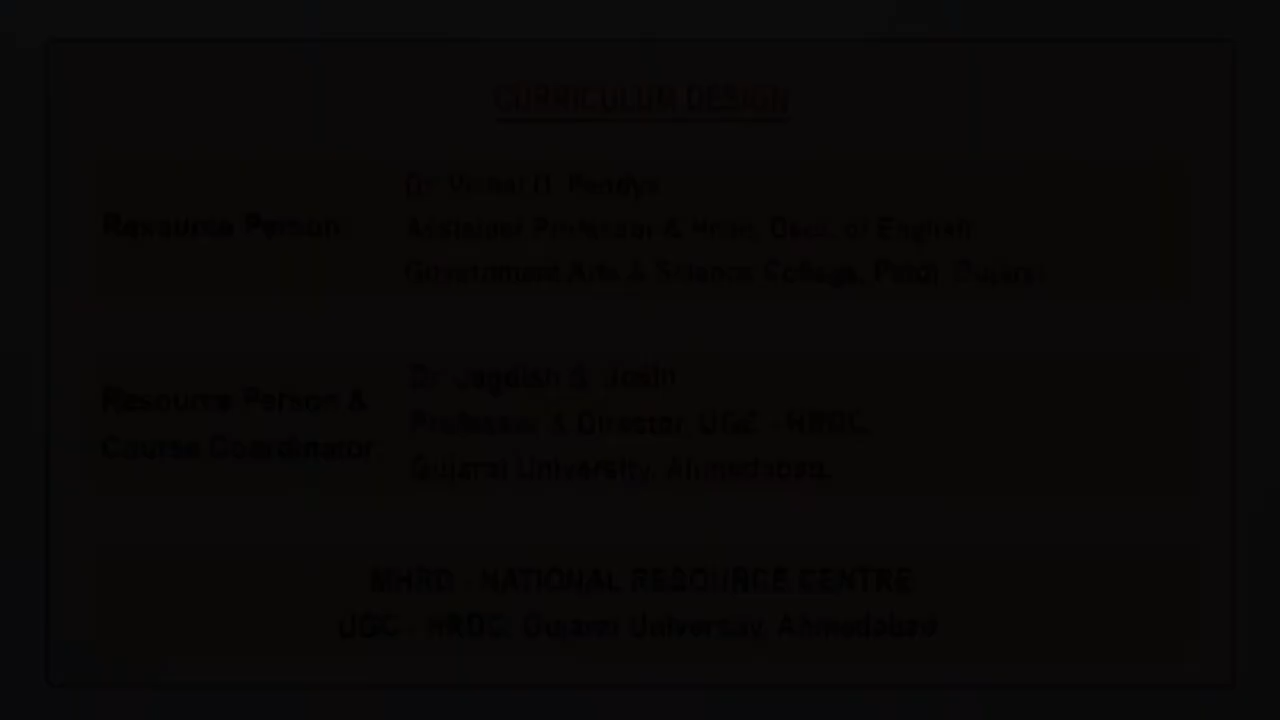 CURRICULUM DESIGN
Resource Person
Dr. D. Pandya
Assistant Professor & Head, Dept. of English
Government Arts & Science College, Gujarat
Resource Person &
Course Coordinator
Dr. Jagdish Joshi
Professor & Director, UGC - HRDC,
Gujarat University, Ahmedabad.
MHRD - NATIONAL RESOURCE CENTRE
UGC - HRDC, Gujarat University, Ahmedabad